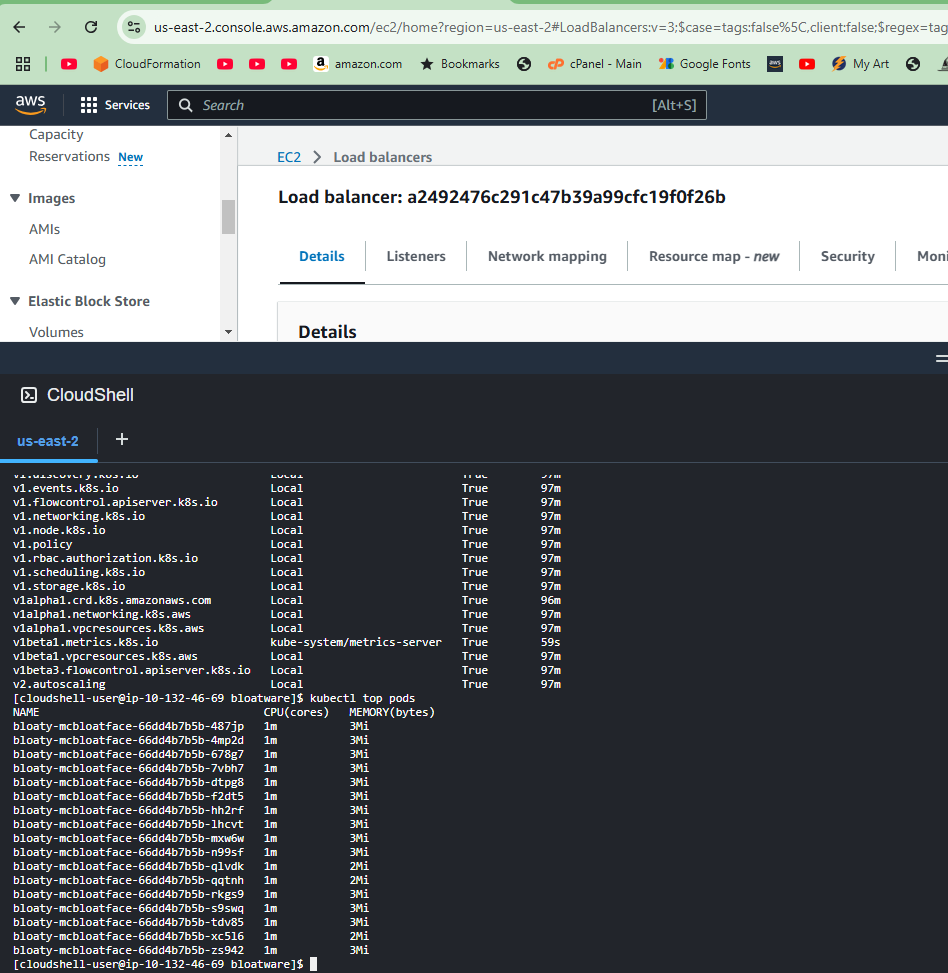 us-east-2.console.aws.amazon.com/ec2/home?region=us-east-2#LoadBalancers:v=3;$case=tags:false%5C,client:false;$regex=tag
CloudFormation amazon.com Bookmarks cPanel - Main Google Fonts aws My Art
aws Services Search [Alt+S]
Capacity
Reservations New
Images
AMIs
AMI Catalog
Elastic Block Store
Volumes
EC2 Load balancers
Load balancer: a2492476c291c47b39a99cfc19f0f26b
Details Listeners Network mapping Resource map - new Security Moni
Details
CloudShell
us-east-2 +
v1.discovery.k8s.io Local True 97m
v1.events.k8s.io Local True 97m
v1.flowcontrol.apiserver.k8s.io Local True 97m
v1.networking.k8s.io Local True 97m
v1.node.k8s.io Local True 97m
v1.policy Local True 97m
v1.rbac.authorization.k8s.io Local True 97m
v1.scheduling.k8s.io Local True 97m
v1.storage.k8s.io Local True 97m
v1alpha1.crd.k8s.amazonaws.com Local True 96m
v1alpha1.networking.k8s.aws Local True 97m
v1alpha1.vpcresources.k8s.aws Local True 97m
v1beta1.metrics.k8s.io kube-system/metrics-server True 59s
v1beta1.vpcresources.k8s.aws Local True 97m
v1beta3.flowcontrol.apiserver.k8s.io Local True 97m
v2.autoscaling Local True 97m
[cloudshell-user@ip-10-132-46-69 bloatware]$ kubectl top pods
NAME CPU(cores) MEMORY(bytes)
bloaty-mcbloatface-66dd4b7b5b-487jp 1m 3Mi
bloaty-mcbloatface-66dd4b7b5b-4mp2d 1m 3Mi
bloaty-mcbloatface-66dd4b7b5b-678g7 1m 3Mi
bloaty-mcbloatface-66dd4b7b5b-7vbh7 1m 3Mi
bloaty-mcbloatface-66dd4b7b5b-dtpg8 1m 3Mi
bloaty-mcbloatface-66dd4b7b5b-f2dt5 1m 3Mi
bloaty-mcbloatface-66dd4b7b5b-hh2rf 1m 3Mi
bloaty-mcbloatface-66dd4b7b5b-lhcvt 1m 3Mi
bloaty-mcbloatface-66dd4b7b5b-mxw6w 1m 3Mi
bloaty-mcbloatface-66dd4b7b5b-n99sf 1m 3Mi
bloaty-mcbloatface-66dd4b7b5b-qlvdk 1m 2Mi
bloaty-mcbloatface-66dd4b7b5b-qqtnh 1m 2Mi
bloaty-mcbloatface-66dd4b7b5b-rkgs9 1m 3Mi
bloaty-mcbloatface-66dd4b7b5b-s9swq 1m 3Mi
bloaty-mcbloatface-66dd4b7b5b-tdv85 1m 3Mi
bloaty-mcbloatface-66dd4b7b5b-xc5l6 1m 2Mi
bloaty-mcbloatface-66dd4b7b5b-zs942 1m 3Mi
[cloudshell-user@ip-10-132-46-69 bloatware]$